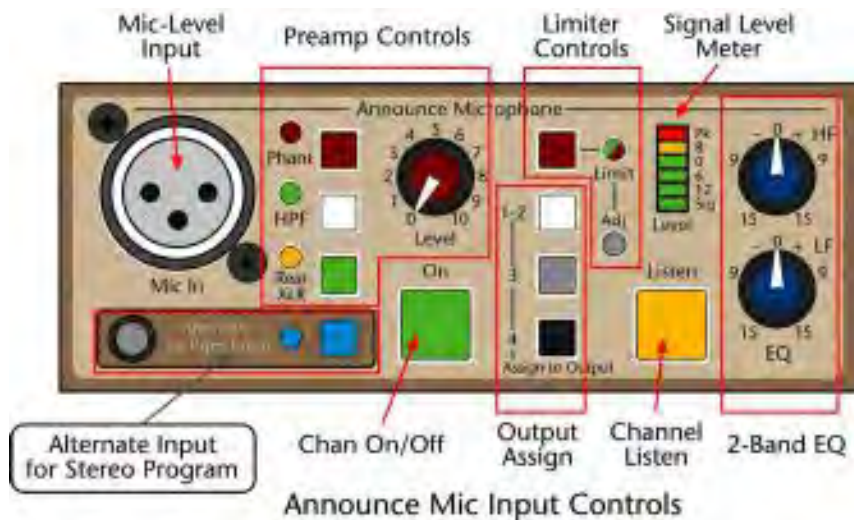 Mic-Level
Input
Preamp Controls
Limiter
Controls
Signal Level
Meter
Announce Microphone
Phant
HPF
Rear
XLR
0 1 2 3 4 5 6 7 8 9 10
Level
Mic In
On
Limit
Adj
1-2
3
4
Assign to Output
Pk
8
0
6
12
Sig
Level
Listen
- 0 + HF
9 9
15 15
- 0 + LF
9 9
15 15
EQ
Alternate Input
for Stereo Program
Chan On/Off
Output
Assign
Channel
Listen
2-Band EQ
Announce Mic Input Controls